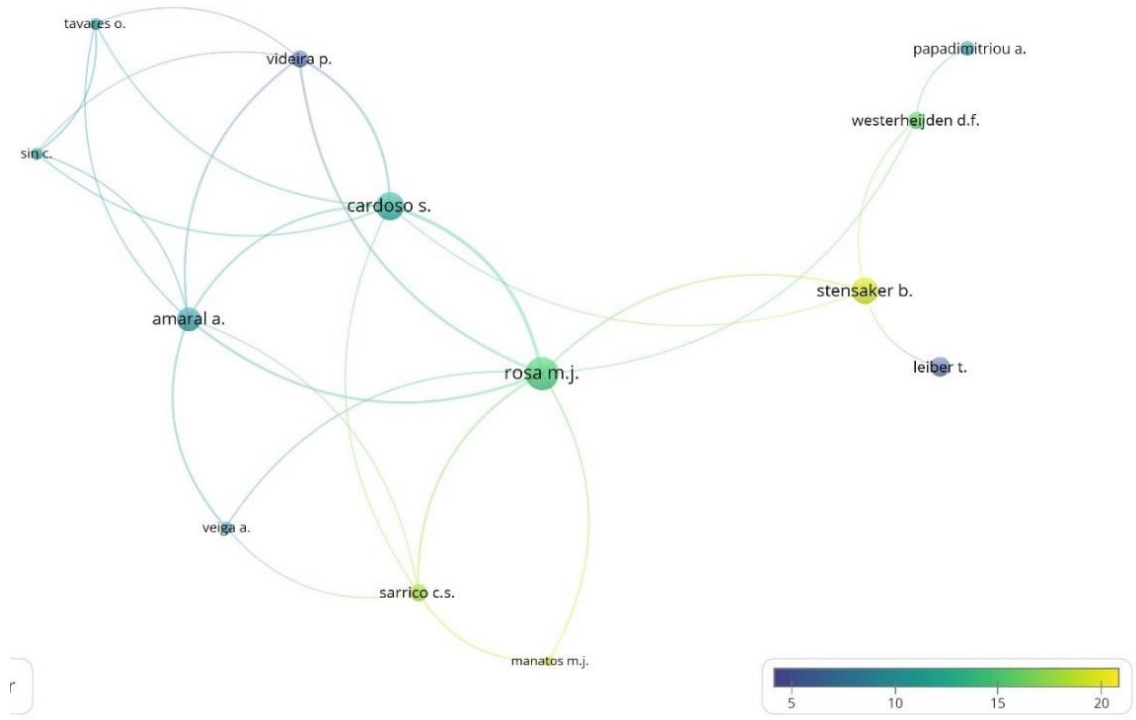 tavares o.
papadimitriou a.
videira p.
westerheijden d.f.
sin c.
cardoso s.
stensaker b.
amaral a.
leiber t.
rosa m.j.
veiga a.
sarrico c.s.
manatos m.j.
r
5 10 15 20